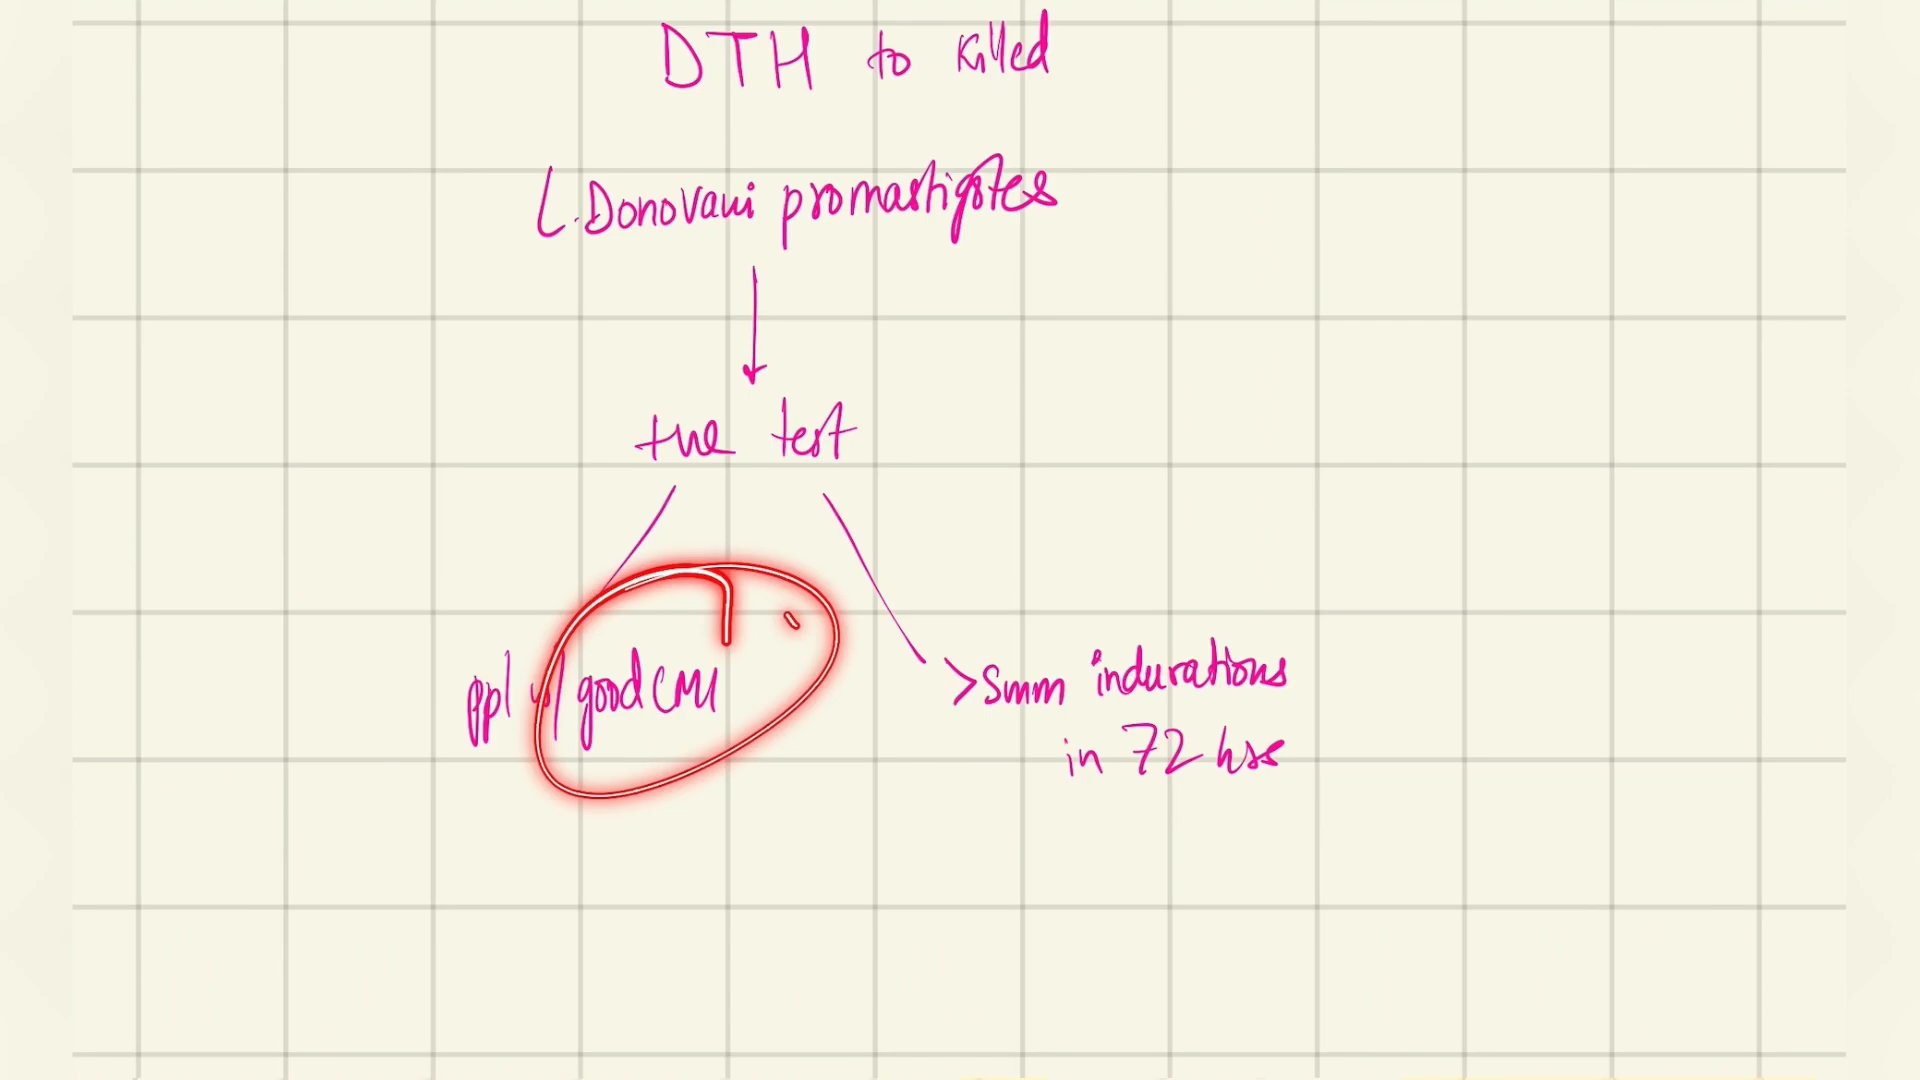 DTH to killed
L.Donovani promastigotes
+ve test
ppl w/ good CMI
>5mm indurations
in 72 hrs